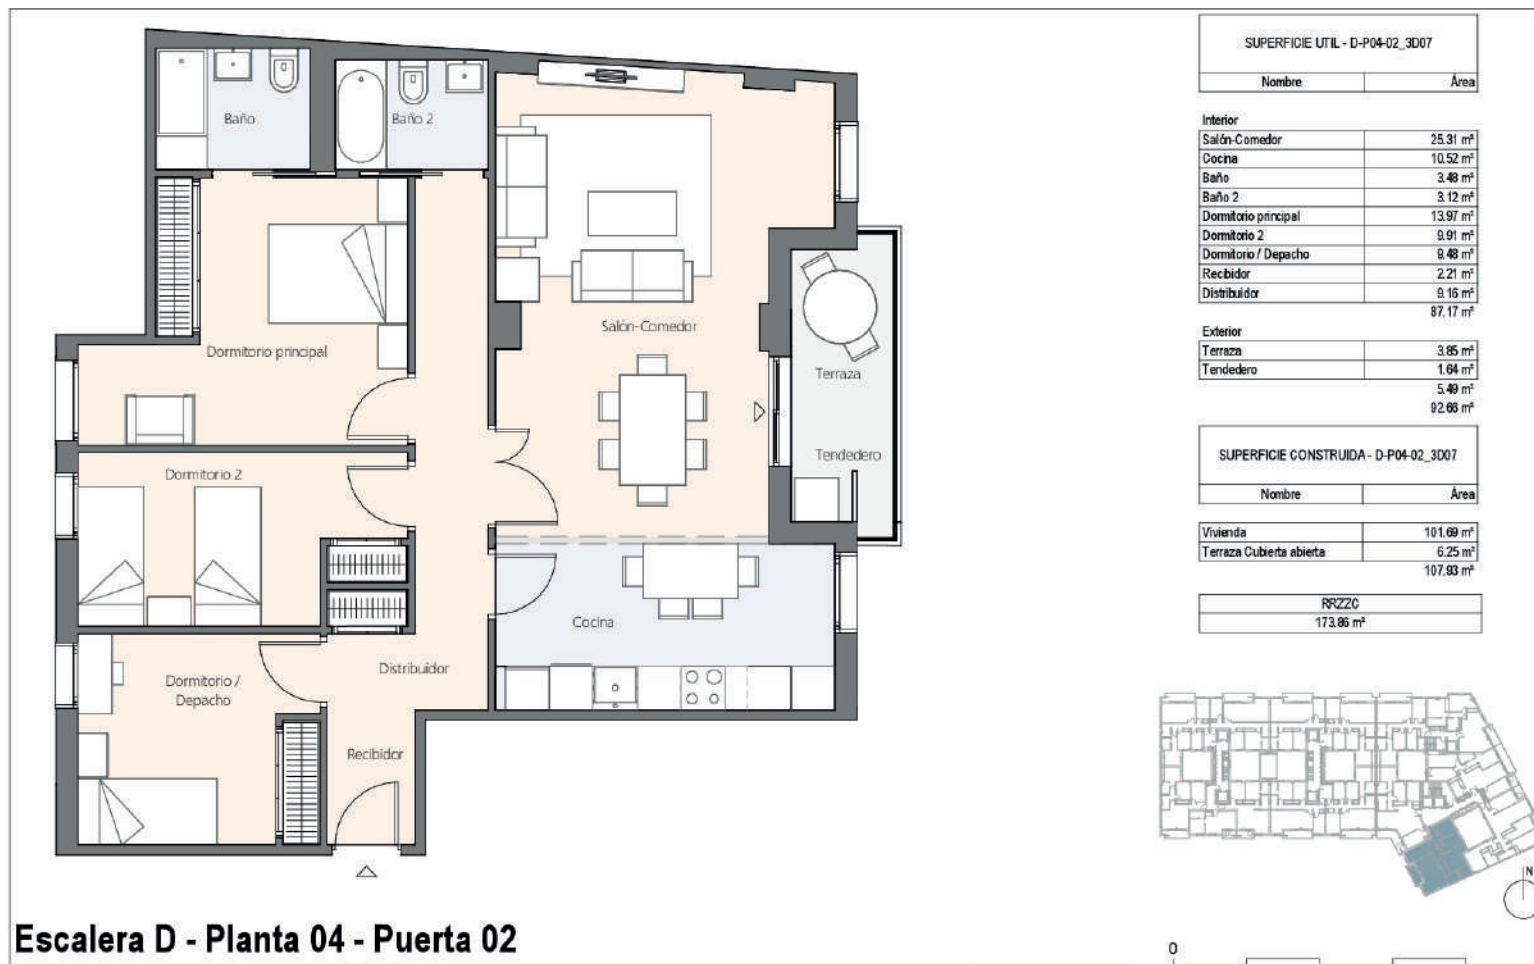 Baño
Baño 2
Salón-Comedor
Dormitorio principal
Terraza
Tendedero
Dormitorio 2
Cocina
Distribuidor
Dormitorio /
Depacho
Recibidor
Escalera D - Planta 04 - Puerta 02
SUPERFICIE UTIL - D-P04-02_3D07
Nombre Área
Interior
Salón-Comedor 25.31 m²
Cocina 10.52 m²
Baño 3.48 m²
Baño 2 3.12 m²
Dormitorio principal 13.97 m²
Dormitorio 2 9.91 m²
Dormitorio / Depacho 9.48 m²
Recibidor 2.21 m²
Distribuidor 9.16 m²
87.17 m²
Exterior
Terraza 3.85 m²
Tendedero 1.64 m²
5.49 m²
92.66 m²
SUPERFICIE CONSTRUIDA - D-P04-02_3D07
Nombre Área
Vivienda 101.69 m²
Terraza Cubierta abierta 6.25 m²
107.93 m²
RRZZC
173.86 m²
N
0